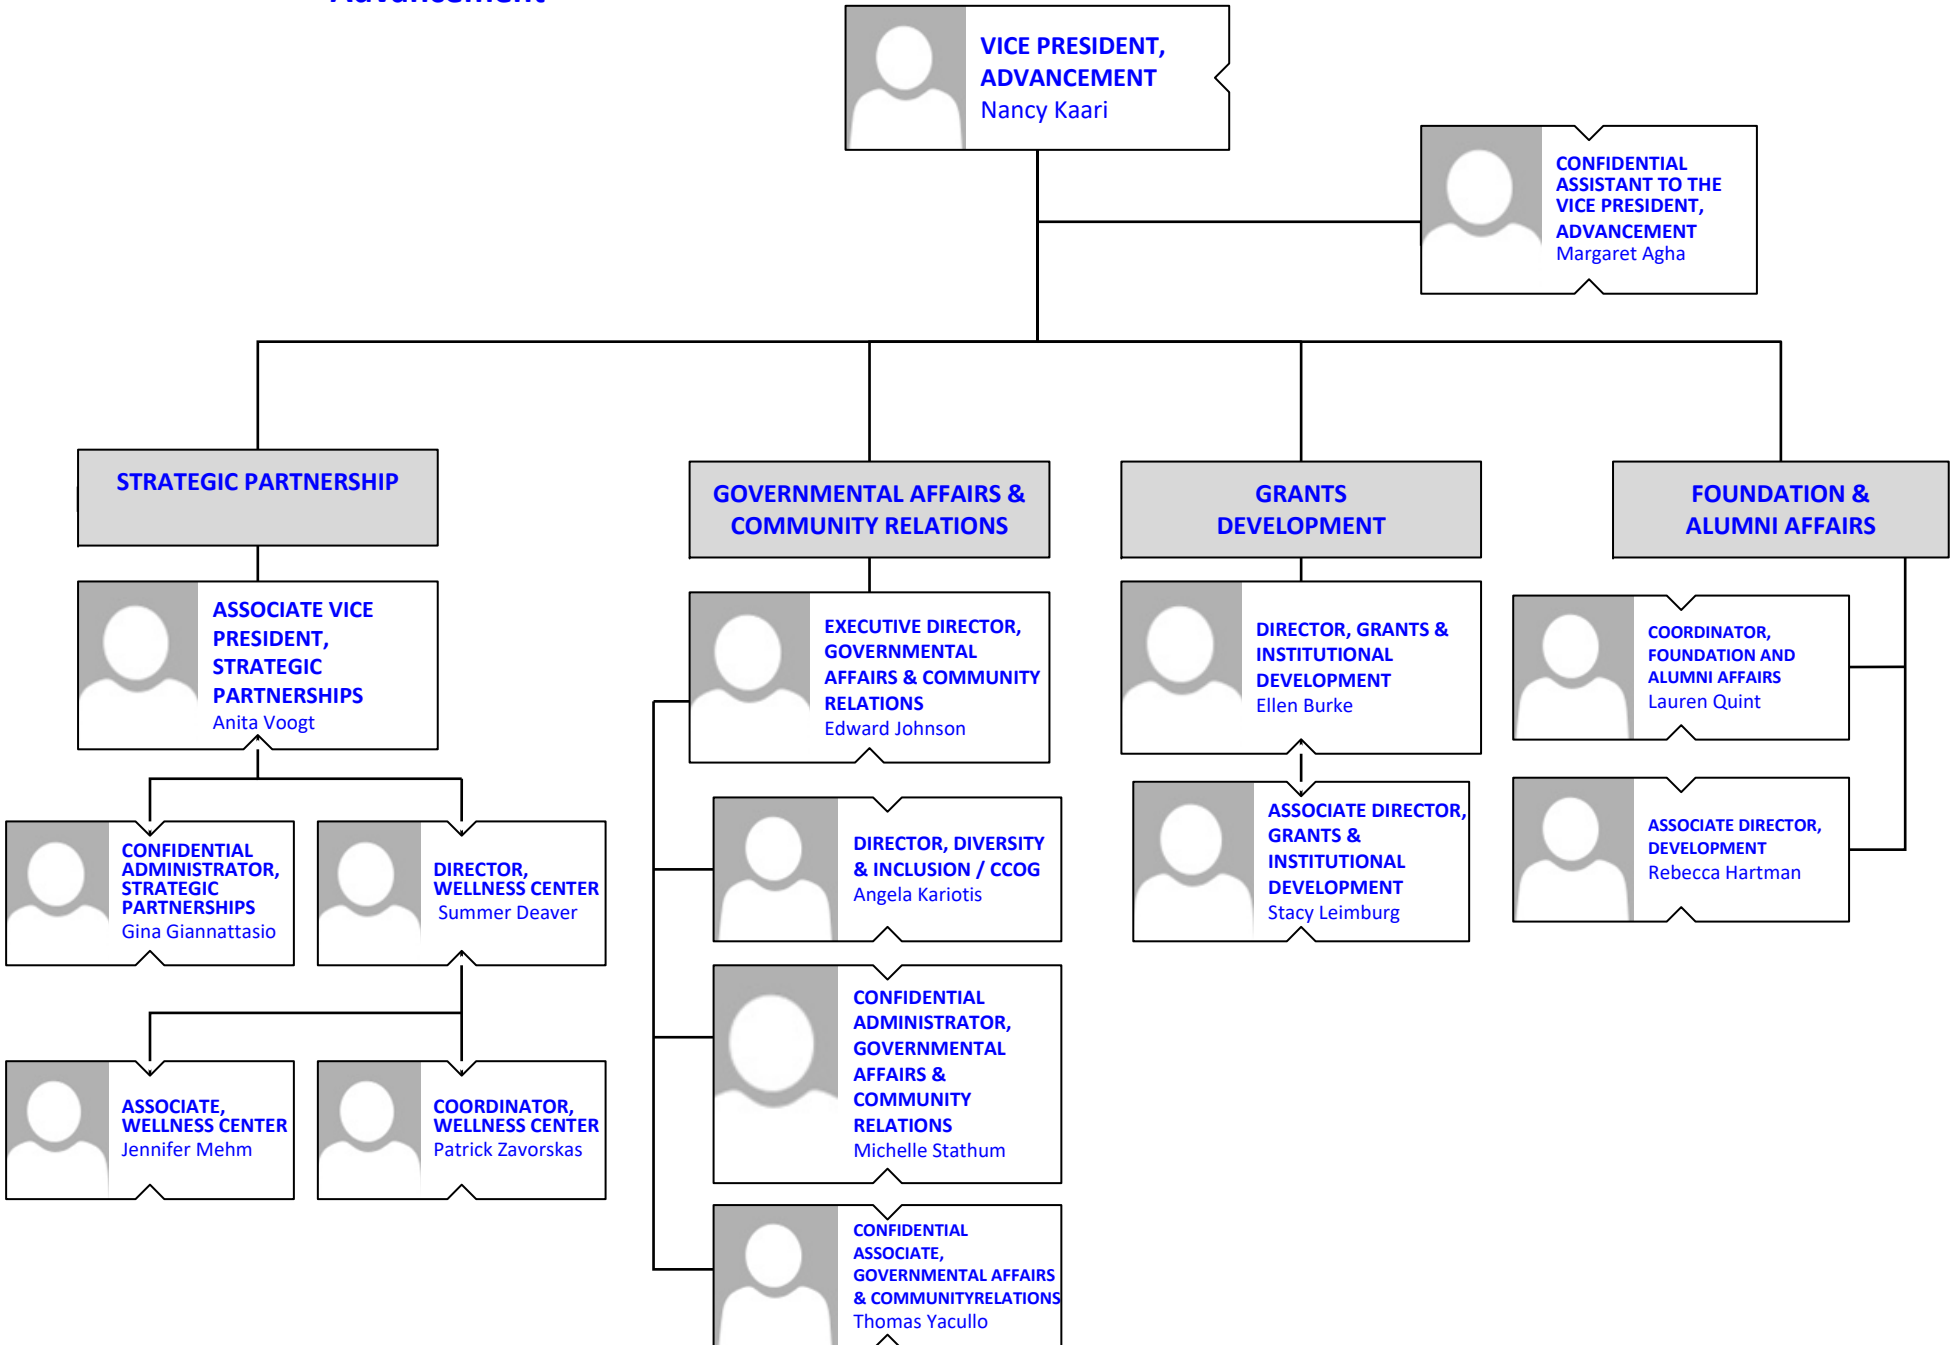 Advancement
VICE PRESIDENT,
ADVANCEMENT
Nancy Kaari
CONFIDENTIAL
ASSISTANT TO THE
VICE PRESIDENT,
ADVANCEMENT
Margaret Agha
STRATEGIC PARTNERSHIP
GOVERNMENTAL AFFAIRS &
COMMUNITY RELATIONS
GRANTS
DEVELOPMENT
FOUNDATION &
ALUMNI AFFAIRS
ASSOCIATE VICE
PRESIDENT,
STRATEGIC
PARTNERSHIPS
Anita Voogt
EXECUTIVE DIRECTOR,
GOVERNMENTAL
AFFAIRS & COMMUNITY
RELATIONS
Edward Johnson
DIRECTOR, GRANTS &
INSTITUTIONAL
DEVELOPMENT
Ellen Burke
COORDINATOR,
FOUNDATION AND
ALUMNI AFFAIRS
Lauren Quint
CONFIDENTIAL
ADMINISTRATOR,
STRATEGIC
PARTNERSHIPS
Gina Giannattasio
DIRECTOR,
WELLNESS CENTER
Summer Deaver
DIRECTOR, DIVERSITY
& INCLUSION / CCOG
Angela Kariotis
ASSOCIATE DIRECTOR,
GRANTS &
INSTITUTIONAL
DEVELOPMENT
Stacy Leimburg
ASSOCIATE DIRECTOR,
DEVELOPMENT
Rebecca Hartman
CONFIDENTIAL
ADMINISTRATOR,
GOVERNMENTAL
AFFAIRS &
COMMUNITY
RELATIONS
Michelle Stathum
ASSOCIATE,
WELLNESS CENTER
Jennifer Mehm
COORDINATOR,
WELLNESS CENTER
Patrick Zavorskas
CONFIDENTIAL
ASSOCIATE,
GOVERNMENTAL AFFAIRS
& COMMUNITYRELATIONS
Thomas Yacullo